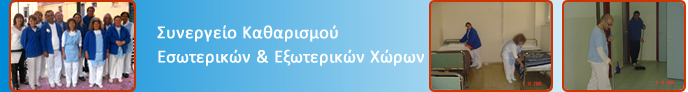 Συνεργείο Καθαρισμού
Εσωτερικών & Εξωτερικών Χώρων